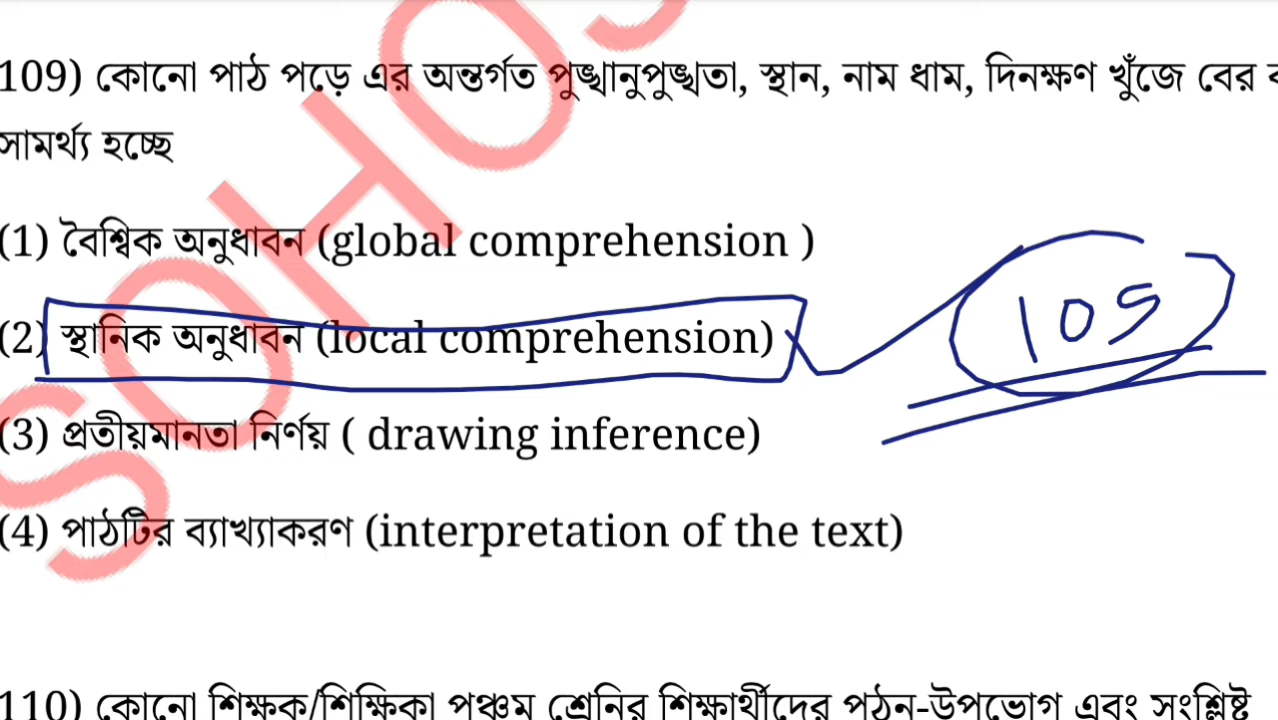 109) কোনো পাঠ পড়ে এর অন্তর্গত পুঙ্খানুপুঙ্খতা, স্থান, নাম ধাম, দিনক্ষণ খুঁজে বের
সামর্থ্য হচ্ছে
(1) বৈশ্বিক অনুধাবন (global comprehension )
(2) স্থানিক অনুধাবন (local comprehension)
105
(3) প্রতীয়মানতা নির্ণয় ( drawing inference)
(4) পাঠটির ব্যাখ্যাকরণ (interpretation of the text)
110) কোনো শিক্ষক/শিক্ষিকা পঞ্চম শ্রেনির শিক্ষার্থীদের পঠন-উপভোগ এবং সংশ্লিষ্ট
SOHOJ